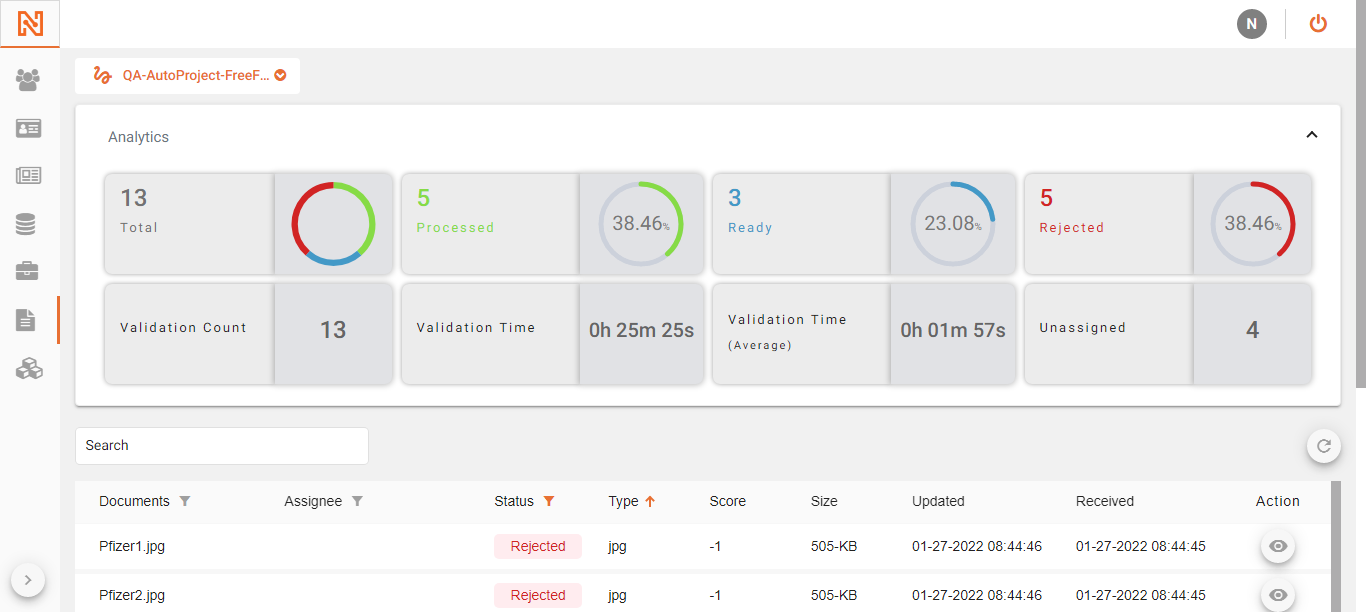 N
QA-AutoProject-FreeF...
Analytics
13
Total
5
Processed
38.46%
3
Ready
23.08%
5
Rejected
38.46%
Validation Count
13
Validation Time
0h 25m 25s
Validation Time
(Average)
0h 01m 57s
Unassigned
4
Search
Documents Assignee Status Type Score Size Updated Received Action
Pfizer1.jpg Rejected jpg -1 505-KB 01-27-2022 08:44:46 01-27-2022 08:44:45
Pfizer2.jpg Rejected jpg -1 505-KB 01-27-2022 08:44:46 01-27-2022 08:44:45